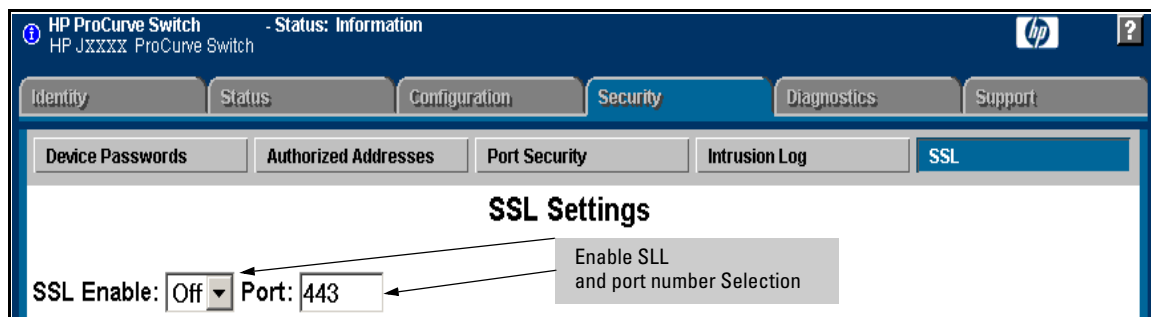 HP ProCurve Switch - Status: Information
HP JXXXX ProCurve Switch
hp
?
Identity Status Configuration Security Diagnostics Support
Device Passwords Authorized Addresses Port Security Intrusion Log SSL
SSL Settings
Enable SLL
and port number Selection
SSL Enable: Off Port: 443